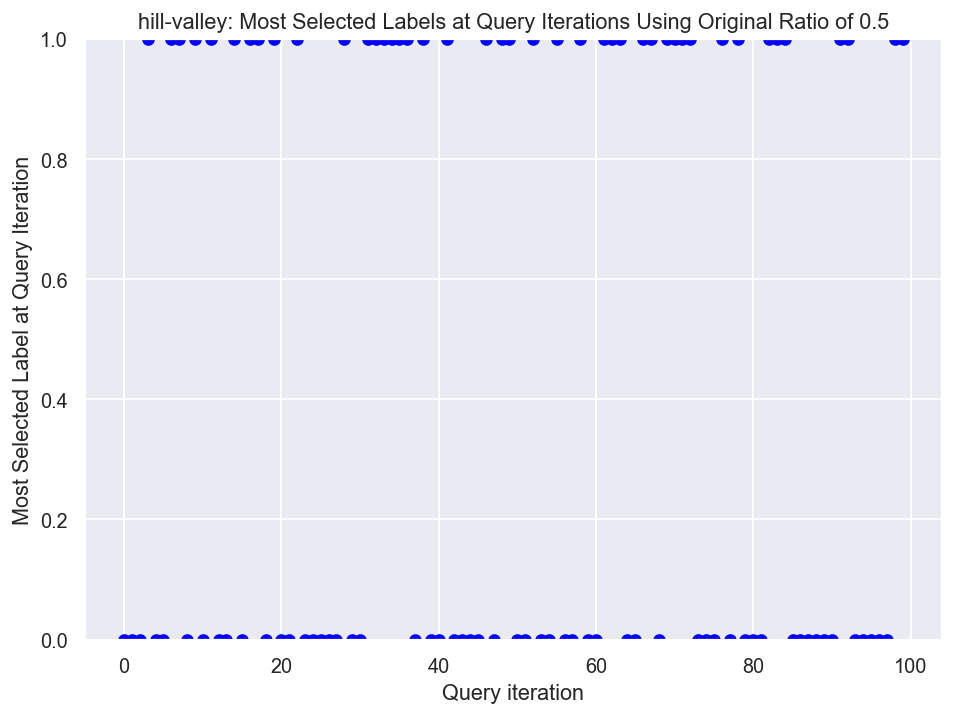 hill-valley: Most Selected Labels at Query Iterations Using Original Ratio of 0.5
Most Selected Label at Query Iteration
1.0
0.8
0.6
0.4
0.2
0.0
0 20 40 60 80 100
Query iteration